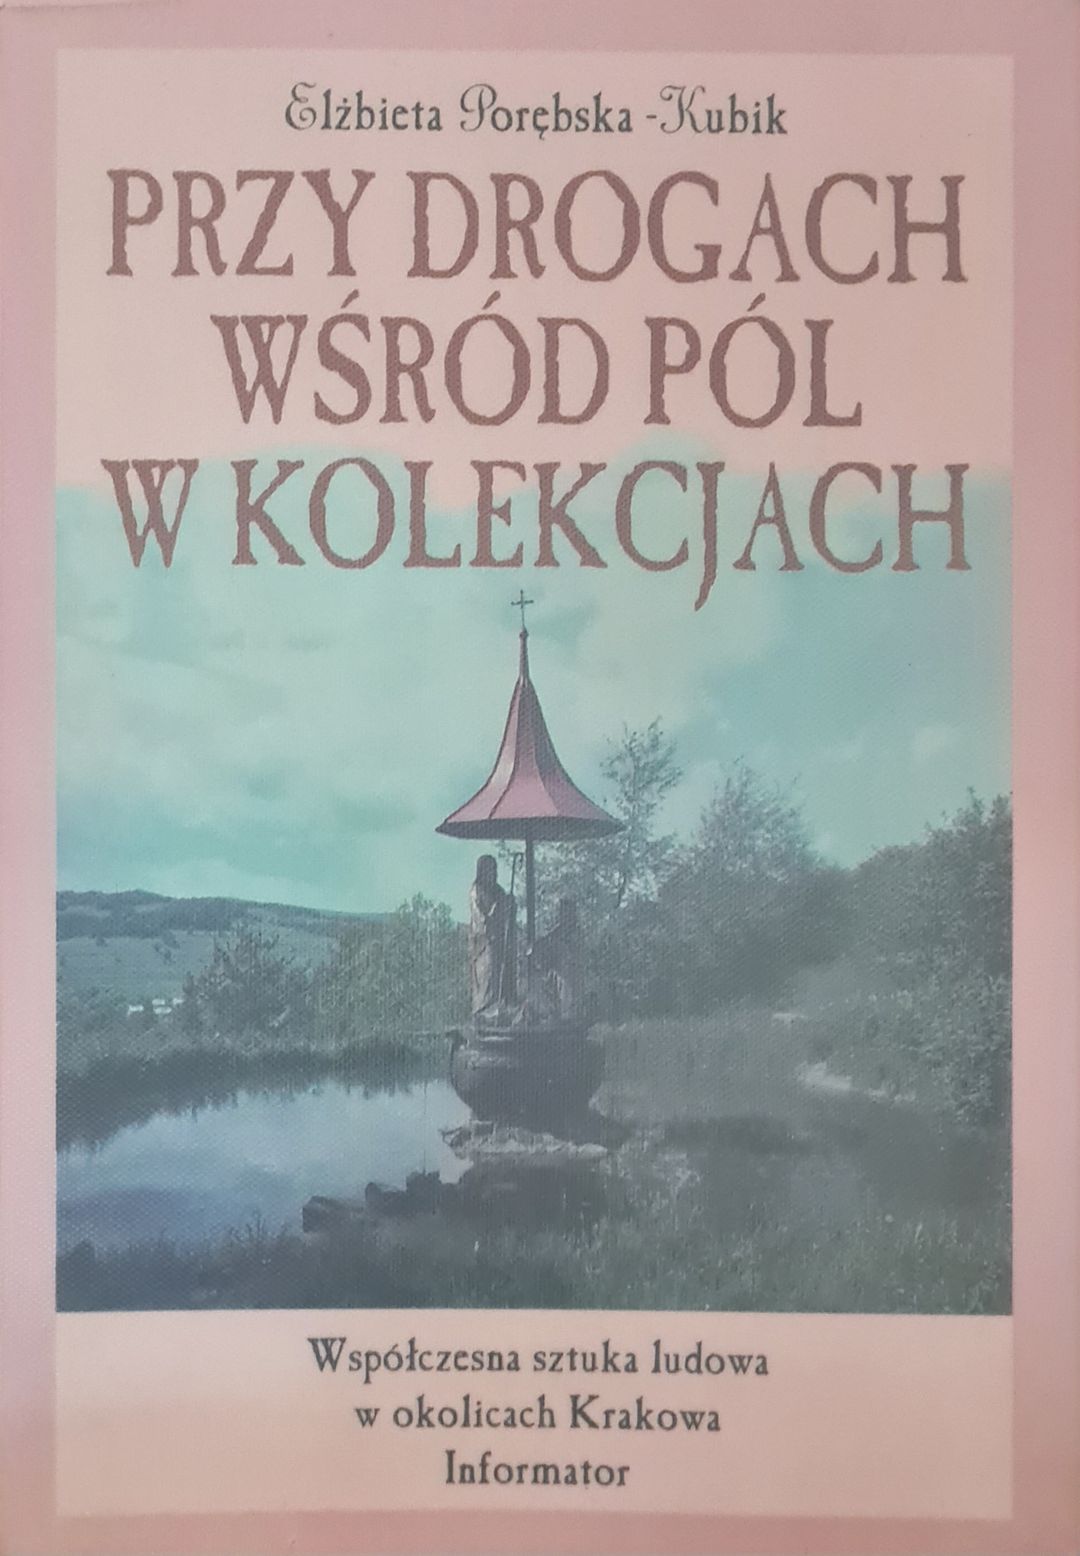 Elżbieta Porębska-Kubik
PRZY DROGACH
WŚRÓD PÓL
W KOLEKCJACH
Współczesna sztuka ludowa
w okolicach Krakowa
Informator